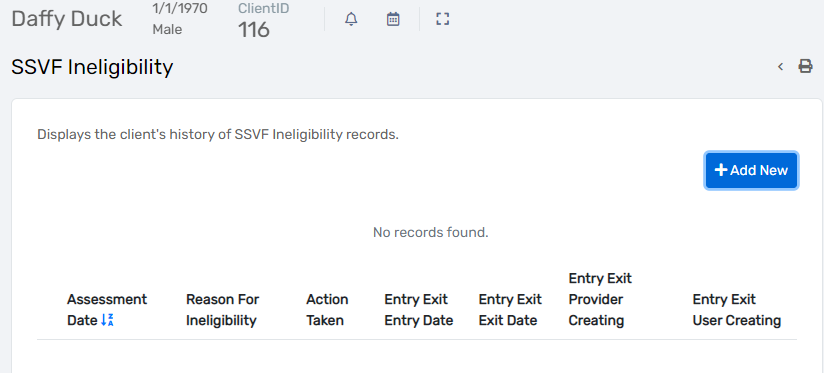 Daffy Duck
1/1/1970
Male
ClientID
116
SSVF Ineligibility
Displays the client's history of SSVF Ineligibility records.
Add New
No records found.
Assessment
Date
Reason For
Ineligibility
Action
Taken
Entry Exit
Entry Date
Entry Exit
Exit Date
Entry Exit
Provider
Creating
Entry Exit
User Creating